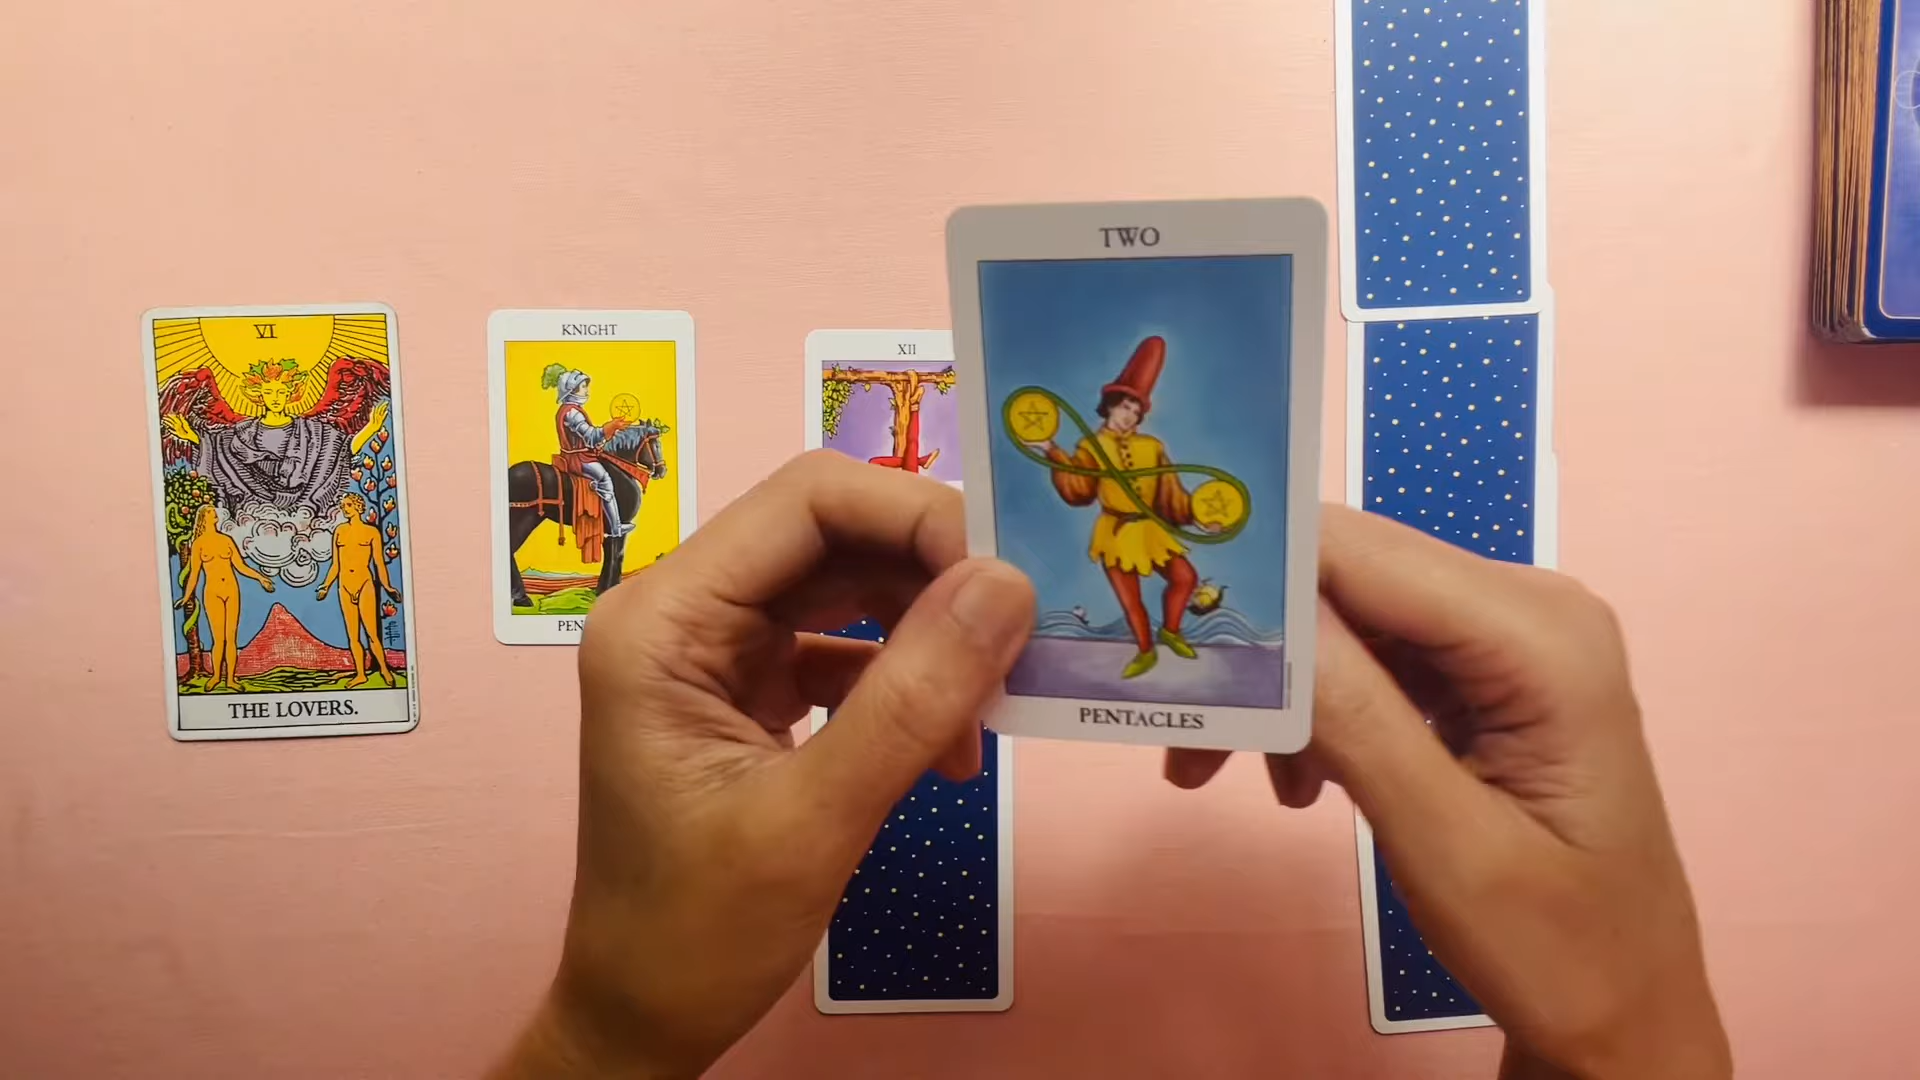 VI
THE LOVERS.
KNIGHT
PEN
XII
TWO
PENTACLES